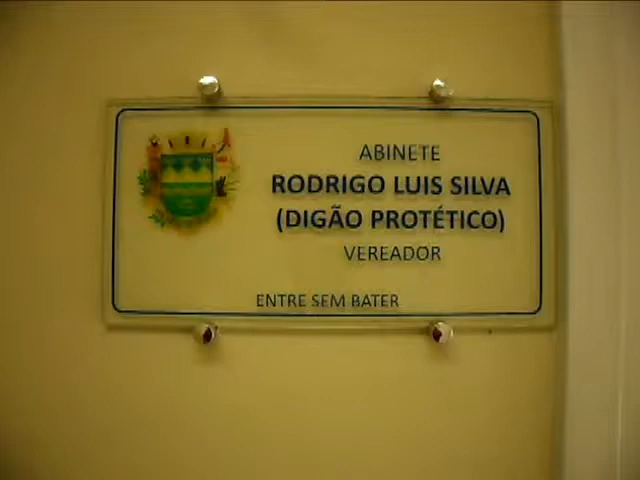 ABINETE
RODRIGO LUIS SILVA
(DIGÃO PROTÉTICO)
VEREADOR
ENTRE SEM BATER